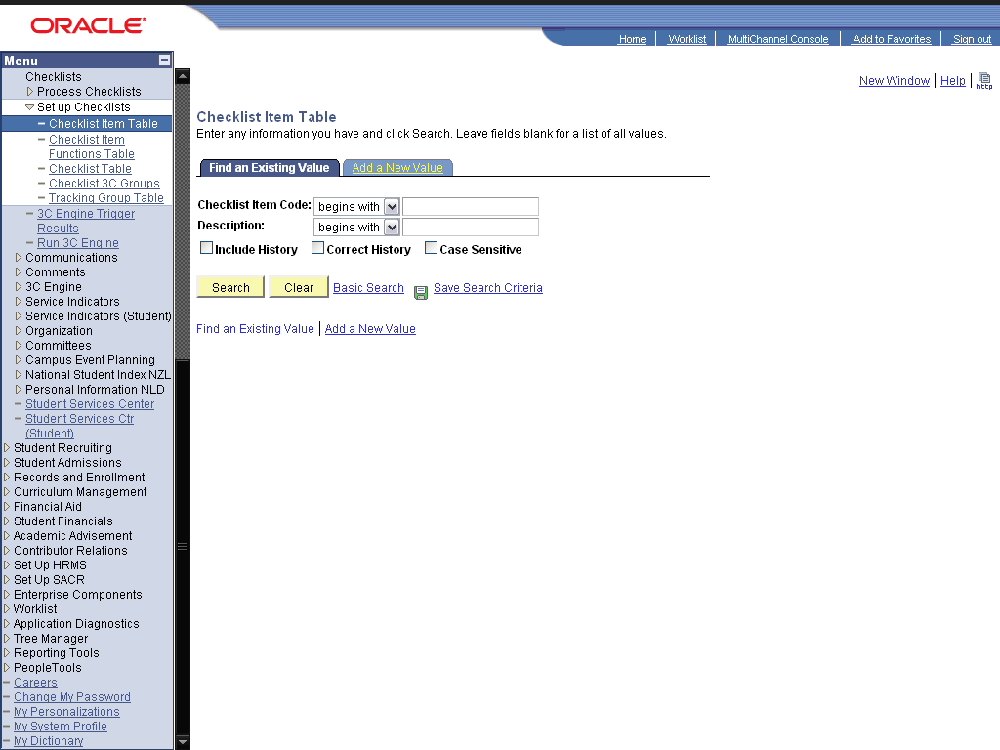 ORACLE®
Home Worklist MultiChannel Console Add to Favorites Sign out
Menu
Checklists
Process Checklists
Set up Checklists
Checklist Item Table
Checklist Item
Functions Table
Checklist Table
Checklist 3C Groups
Tracking Group Table
3C Engine Trigger
Results
Run 3C Engine
Communications
Comments
3C Engine
Service Indicators
Service Indicators (Student)
Organization
Committees
Campus Event Planning
National Student Index NZL
Personal Information NLD
Student Services Center
Student Services Ctr
(Student)
Student Recruiting
Student Admissions
Records and Enrollment
Curriculum Management
Financial Aid
Student Financials
Academic Advisement
Contributor Relations
Set Up HRMS
Set Up SACR
Enterprise Components
Worklist
Application Diagnostics
Tree Manager
Reporting Tools
PeopleTools
Careers
Change My Password
My Personalizations
My System Profile
My Dictionary
New Window Help http
Checklist Item Table
Enter any information you have and click Search. Leave fields blank for a list of all values.
Find an Existing Value Add a New Value
Checklist Item Code: begins with
Description: begins with
Include History Correct History Case Sensitive
Search Clear Basic Search Save Search Criteria
Find an Existing Value Add a New Value